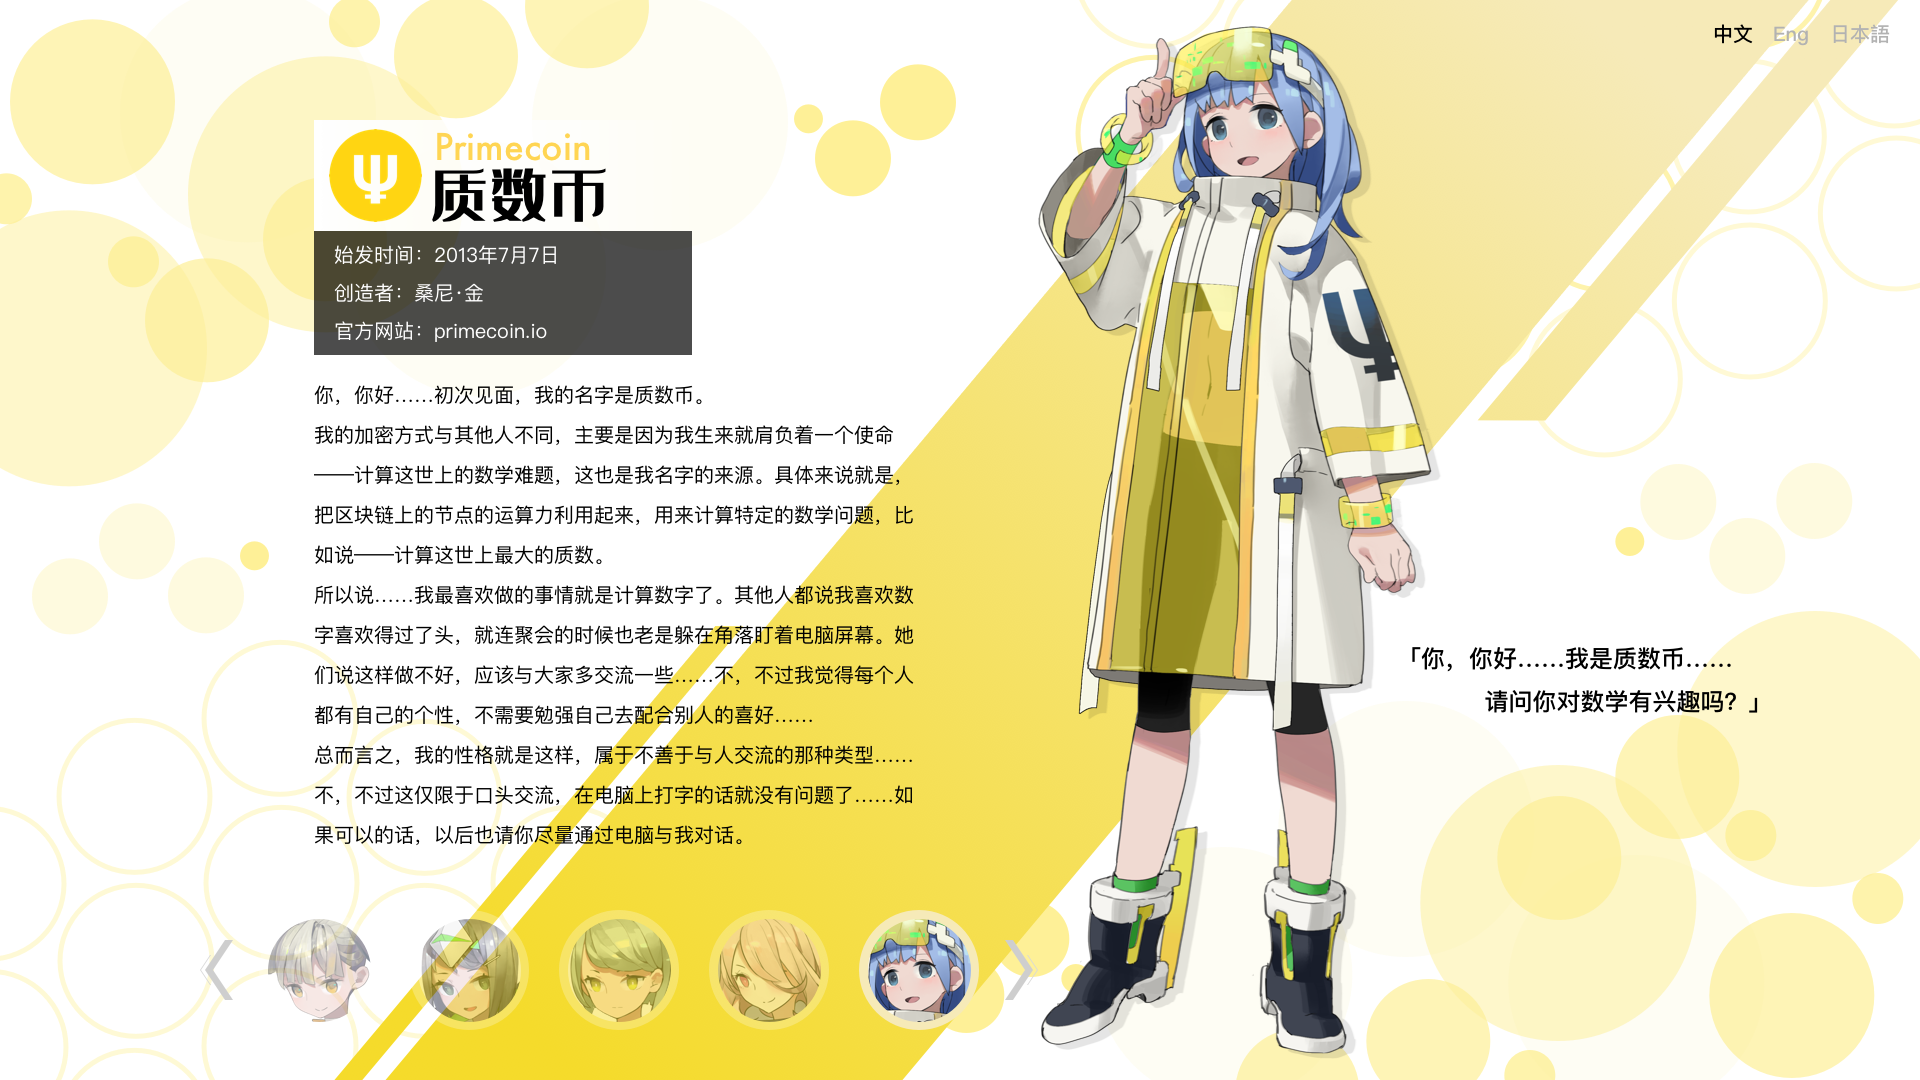 中文 Eng 日本語
Primecoin
质数币
始发时间：2013年7月7日
创造者：桑尼·金
官方网站：primecoin.io
你，你好……初次见面，我的名字是质数币。
我的加密方式与其他人不同，主要是因为我生来就肩负着一个使命
——计算这世上的数学难题，这也是我名字的来源。具体来说就是，
把区块链上的节点的运算力利用起来，用来计算特定的数学问题，比
如说——计算这世上最大的质数。
所以说……我最喜欢做的事情就是计算数字了。其他人都说我喜欢数
字喜欢得过了头，就连聚会的时候也老是躲在角落盯着电脑屏幕。她
们说这样做不好，应该与大家多交流一些……不，不过我觉得每个人
都有自己的个性，不需要勉强自己去配合别人的喜好……
总而言之，我的性格就是这样，属于不善于与人交流的那种类型……
不，不过这仅限于口头交流，在电脑上打字的话就没有问题了……如
果可以的话，以后也请你尽量通过电脑与我对话。
「你，你好……我是质数币……
请问你对数学有兴趣吗？」